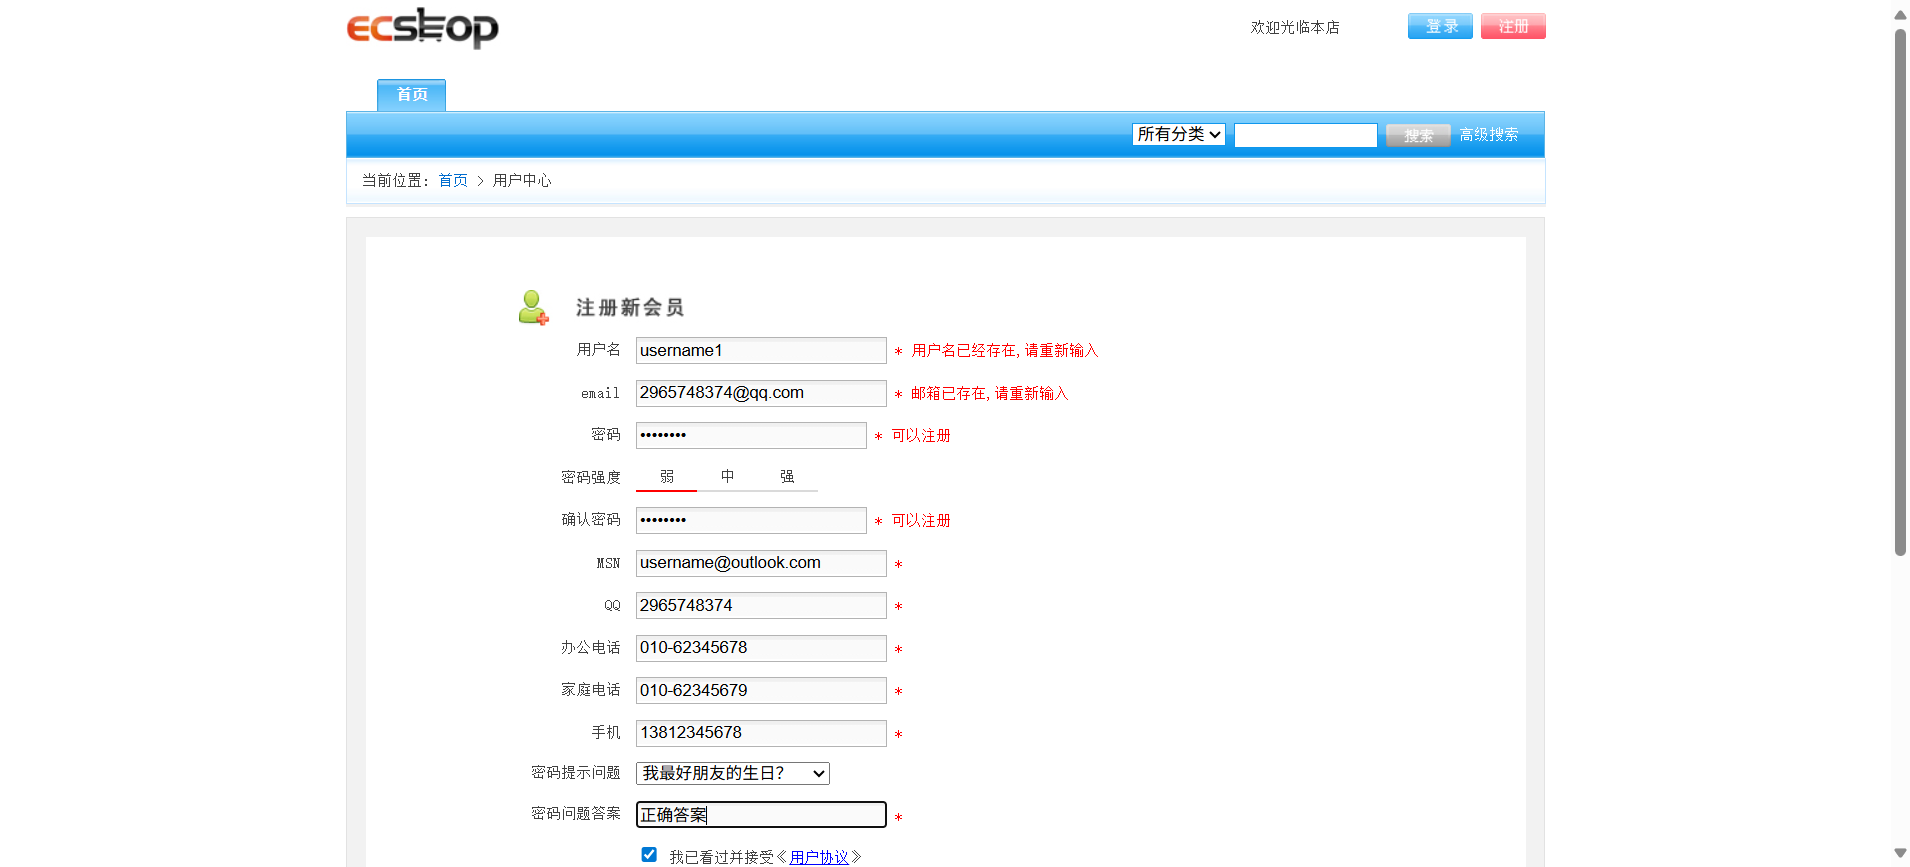 ecshop
欢迎光临本店
登录
注册
首页
所有分类
搜索
高级搜索
当前位置: 首页 > 用户中心
注册新会员
用户名 username1 * 用户名已经存在,请重新输入
email 2965748374@qq.com * 邮箱已存在,请重新输入
密码 •••••••• * 可以注册
密码强度 弱 中 强
确认密码 •••••••• * 可以注册
MSN username@outlook.com *
QQ 2965748374 *
办公电话 010-62345678 *
家庭电话 010-62345679 *
手机 13812345678 *
密码提示问题 我最好朋友的生日?
密码问题答案 正确答案 *
我已看过并接受《用户协议》